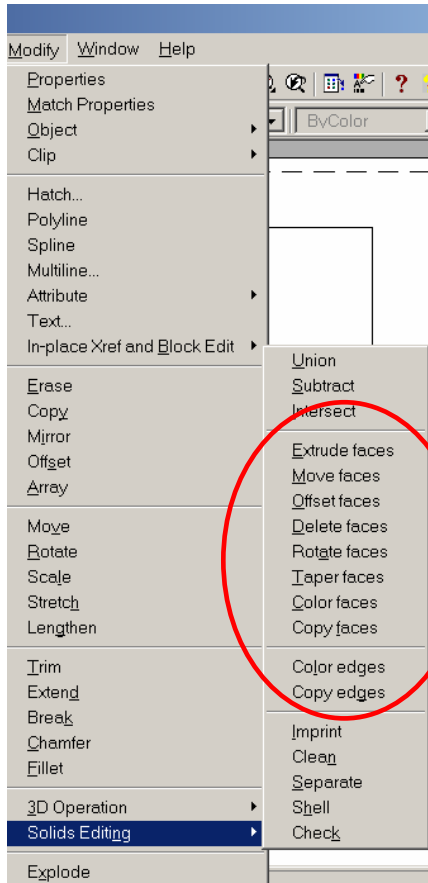 Modify Window Help
Properties
Match Properties
?
Object
ByColor
Clip
Hatch...
Polyline
Spline
Multiline...
Attribute
Text...
In-place Xref and Block Edit
Erase
Copy
Mirror
Offset
Array
Move
Rotate
Scale
Stretch
Lengthen
Trim
Extend
Break
Chamfer
Fillet
3D Operation
Solids Editing
Explode
Union
Subtract
Intersect
Extrude faces
Move faces
Offset faces
Delete faces
Rotate faces
Taper faces
Color faces
Copy faces
Color edges
Copy edges
Imprint
Clean
Separate
Shell
Check